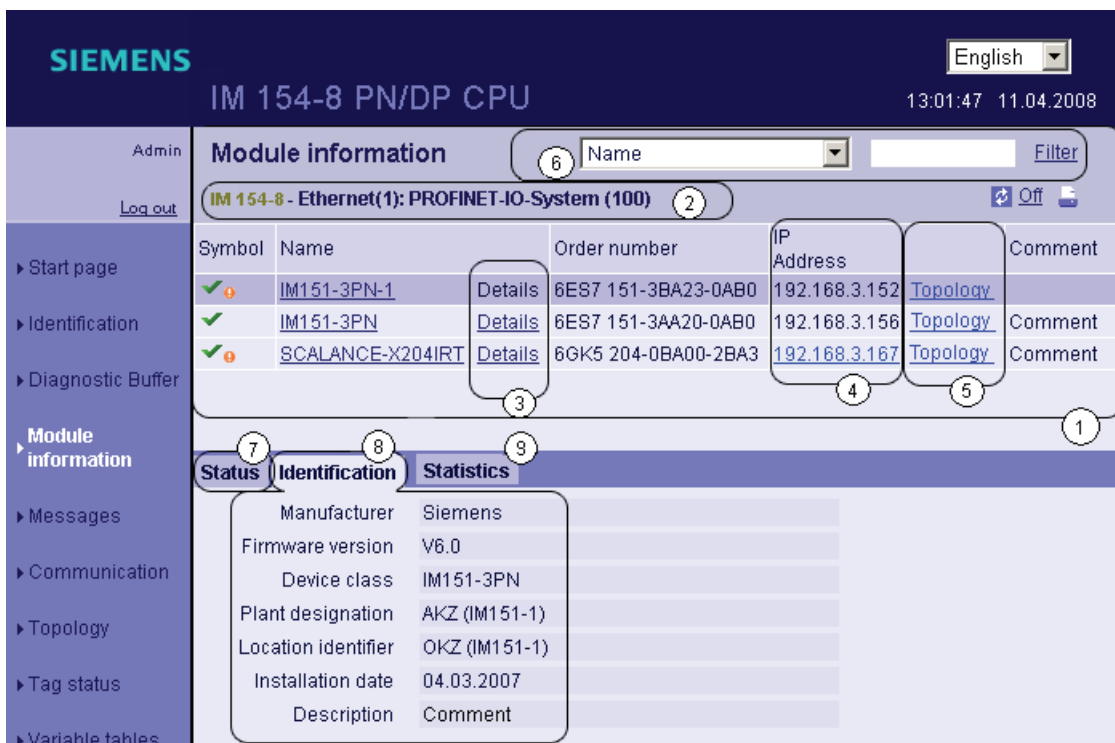 SIEMENS
English
IM 154-8 PN/DP CPU
13:01:47 11.04.2008
Admin
Log out
Module information
6 Name Filter
IM 154-8 - Ethernet(1): PROFINET-IO-System (100) 2
Off
Symbol Name Order number IP Address Comment
IM151-3PN-1 Details 6ES7 151-3BA23-0AB0 192.168.3.152 Topology
IM151-3PN Details 6ES7 151-3AA20-0AB0 192.168.3.156 Topology Comment
SCALANCE-X204IRT Details 6GK5 204-0BA00-2BA3 192.168.3.167 Topology Comment
3 4 5
1
▸Start page
▸Identification
▸Diagnostic Buffer
▸Module information
▸Messages
▸Communication
▸Topology
▸Tag status
▸Variable tables
7 8 9
Status Identification Statistics
Manufacturer Siemens
Firmware version V6.0
Device class IM151-3PN
Plant designation AKZ (IM151-1)
Location identifier OKZ (IM151-1)
Installation date 04.03.2007
Description Comment